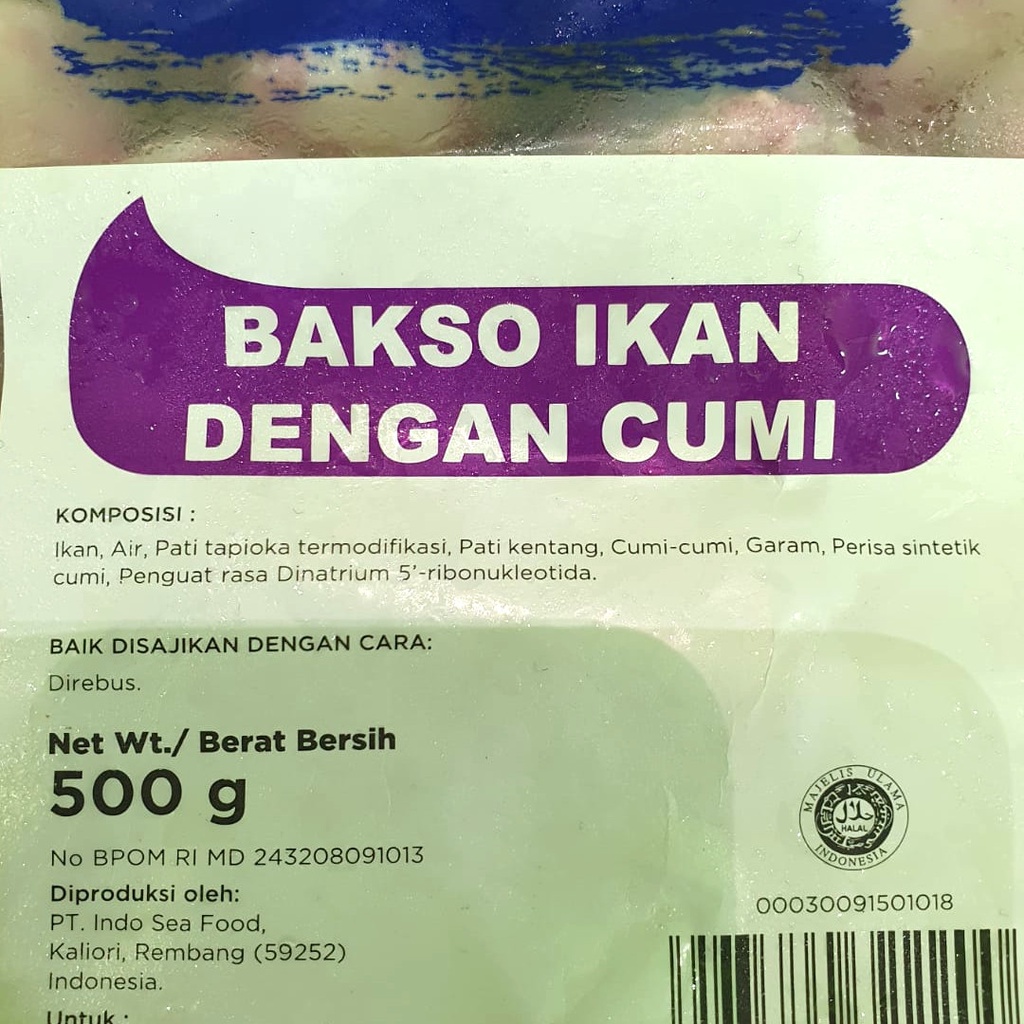 BAKSO IKAN
DENGAN CUMI
KOMPOSISI :
Ikan, Air, Pati tapioka termodifikasi, Pati kentang, Cumi-cumi, Garam, Perisa sintetik
cumi, Penguat rasa Dinatrium 5'-ribonukleotida.
BAIK DISAJIKAN DENGAN CARA:
Direbus.
Net Wt./ Berat Bersih
500 g
No BPOM RI MD 243208091013
Diproduksi oleh:
PT. Indo Sea Food,
Kaliori, Rembang (59252)
Indonesia.
Untuk :
MAJELIS ULAMA
حلال
HALAL
INDONESIA
00030091501018